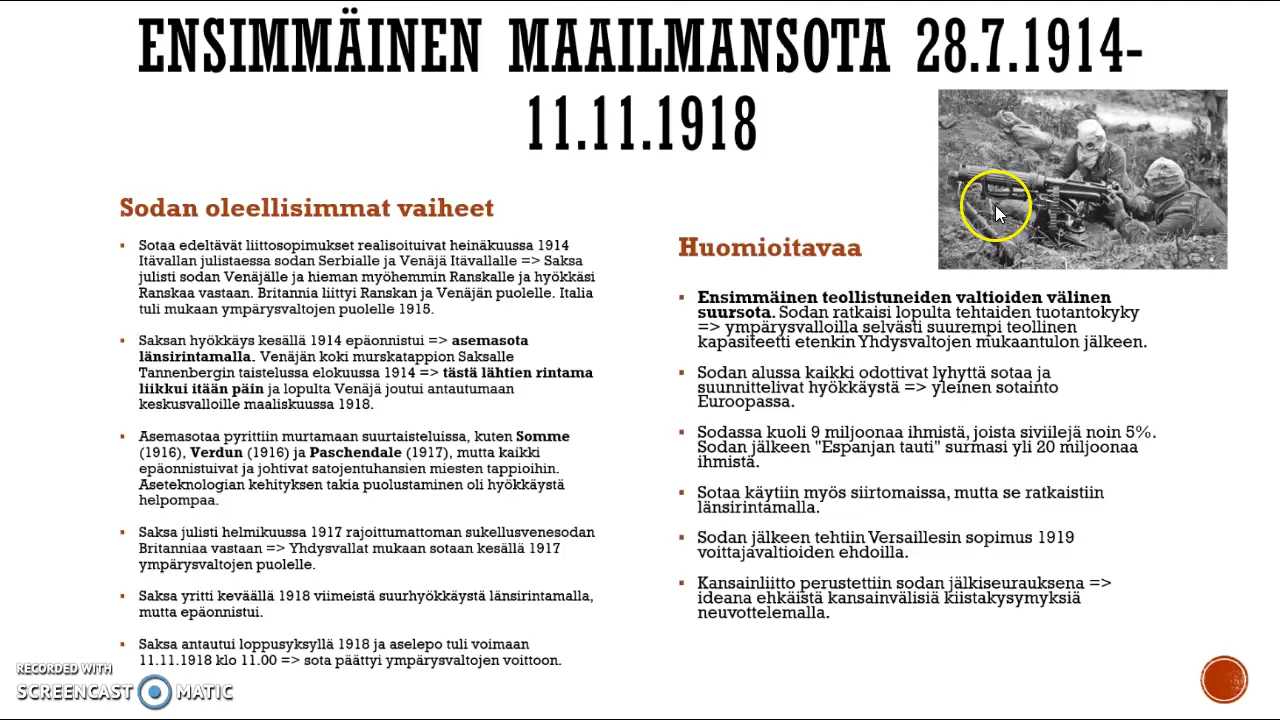 ENSIMMÄINEN MAAILMANSOTA 28.7.1914-
11.11.1918
Sodan oleellisimmat vaiheet
Sotaa edeltävät liittosopimukset realisoituivat heinäkuussa 1914
Itävallan julistaessa sodan Serbialle ja Venäjä Itävallalle => Saksa
julisti sodan Venäjälle ja hieman myöhemmin Ranskalle ja hyökkäsi
Ranskaa vastaan. Britannia liittyi Ranskan ja Venäjän puolelle. Italia
tuli mukaan ympärysvaltojen puolelle 1915.
Saksan hyökkäys kesällä 1914 epäonnistui => asemasota
länsirintamalla. Venäjän koki murskatappion Saksalle
Tannenbergin taistelussa elokuussa 1914 => tästä lähtien rintama
liikkui itään päin ja lopulta Venäjä joutui antautumaan
keskusvalloille maaliskuussa 1918.
Asemasotaa pyrittiin murtamaan suurtaisteluissa, kuten Somme
(1916), Verdun (1916) ja Paschendale (1917), mutta kaikki
epäonnistuivat ja johtivat satojentuhansien miesten tappioihin.
Aseteknologian kehityksen takia puolustaminen oli hyökkäystä
helpompaa.
Saksa julisti helmikuussa 1917 rajoittumattoman sukellusvenesodan
Britanniaa vastaan => Yhdysvallat mukaan sotaan kesällä 1917
ympärysvaltojen puolelle.
Saksa yritti keväällä 1918 viimeistä suurhyökkäystä länsirintamalla,
mutta epäonnistui.
Saksa antautui loppusyksyllä 1918 ja aselepo tuli voimaan
11.11.1918 klo 11.00 => sota päättyi ympärysvaltojen voittoon.
Huomioitavaa
Ensimmäinen teollistuneiden valtioiden välinen
suursota. Sodan ratkaisi lopulta tehtaiden tuotantokyky
=> ympärysvalloilla selvästi suurempi teollinen
kapasiteetti etenkin Yhdysvaltojen mukaantulon jälkeen.
Sodan alussa kaikki odottivat lyhyttä sotaa ja
suunnittelivat hyökkäystä => yleinen sotainto
Euroopassa.
Sodassa kuoli 9 miljoonaa ihmistä, joista siviilejä noin 5%.
Sodan jälkeen "Espanjan tauti" surmasi yli 20 miljoonaa
ihmistä.
Sotaa käytiin myös siirtomaissa, mutta se ratkaistiin
länsirintamalla.
Sodan jälkeen tehtiin Versaillesin sopimus 1919
voittajavaltioiden ehdoilla.
Kansainliitto perustettiin sodan jälkiseurauksena =>
ideana ehkäistä kansainvälisiä kiistakysymyksiä
neuvottelemalla.
RECORDED WITH
SCREENCAST MATIC